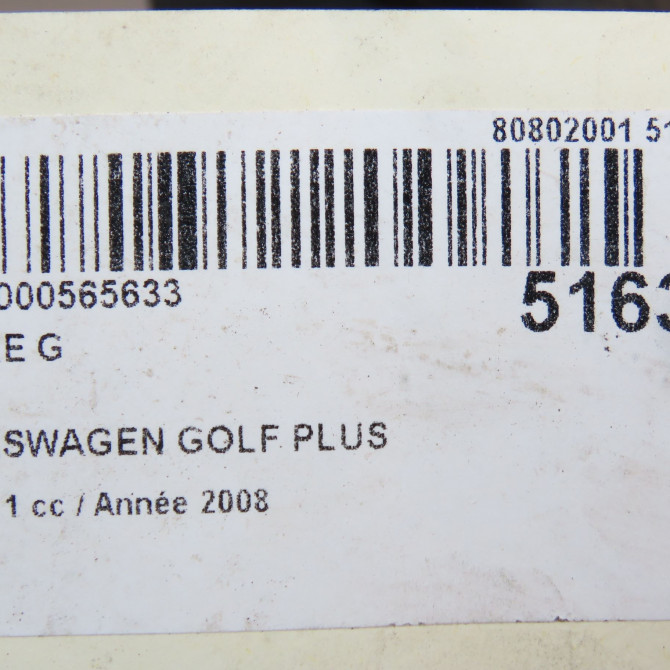 80802001 51
000565633
5163
E G
SWAGEN GOLF PLUS
1 cc / Année 2008